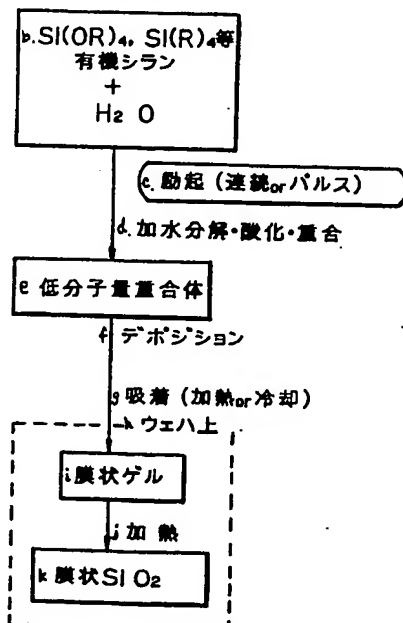 b. SI(OR)₄, SI(R)₄等
有機シラン
+
H₂ O
c. 励起 (連続orパルス)
d. 加水分解・酸化・重合
e 低分子量重合体
f デポジション
g 吸着 (加熱or冷却)
h ウェハ上
i 膜状ゲル
j 加熱
k 膜状SI O₂